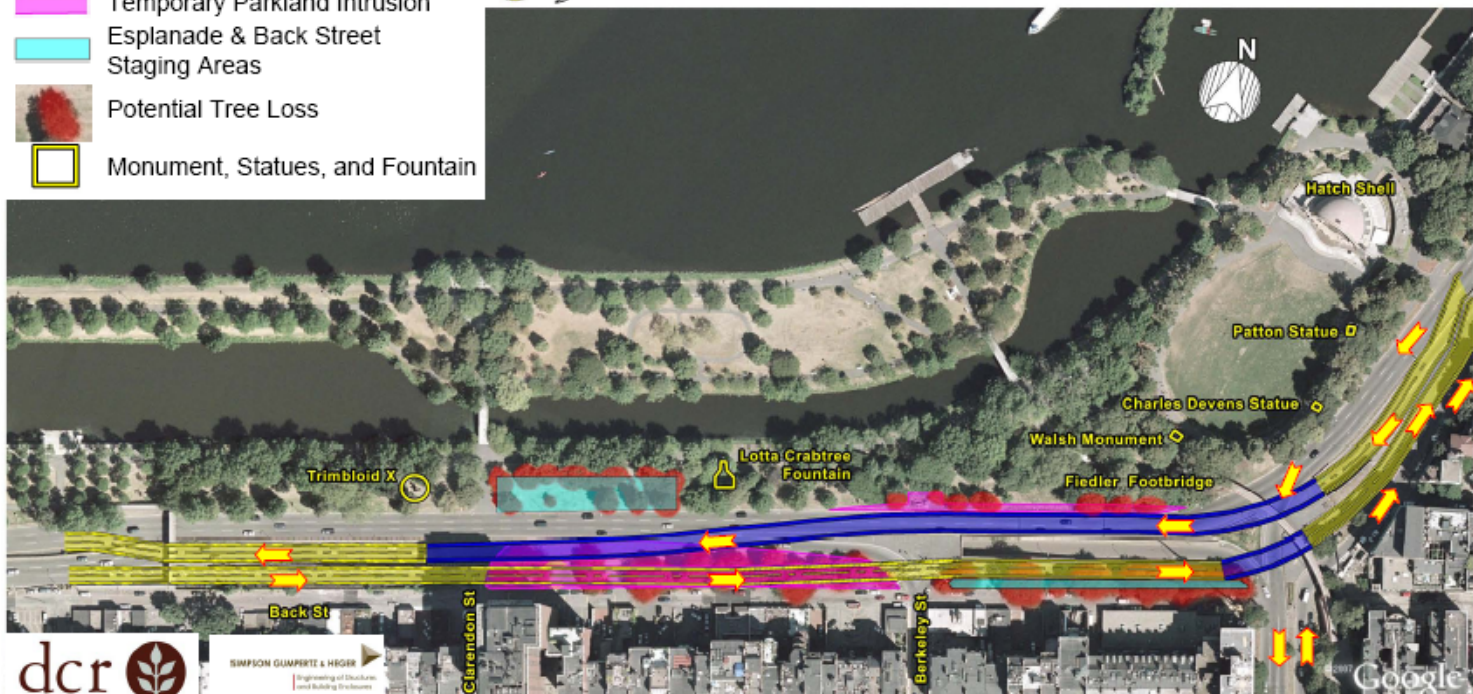 Temporary Parkland Intrusion
Esplanade & Back Street
Staging Areas
Potential Tree Loss
Monument, Statues, and Fountain
N
Hatch Shell
Patton Statue
Charles Devens Statue
Walsh Monument
Fiedler Footbridge
Lotta Crabtree
Fountain
Trimbloid X
Back St
Clarendon St
Berkeley St
dcr
SIMPSON GUMPERTZ & HEGER
Engineering of Structures
and Building Enclosures
Google